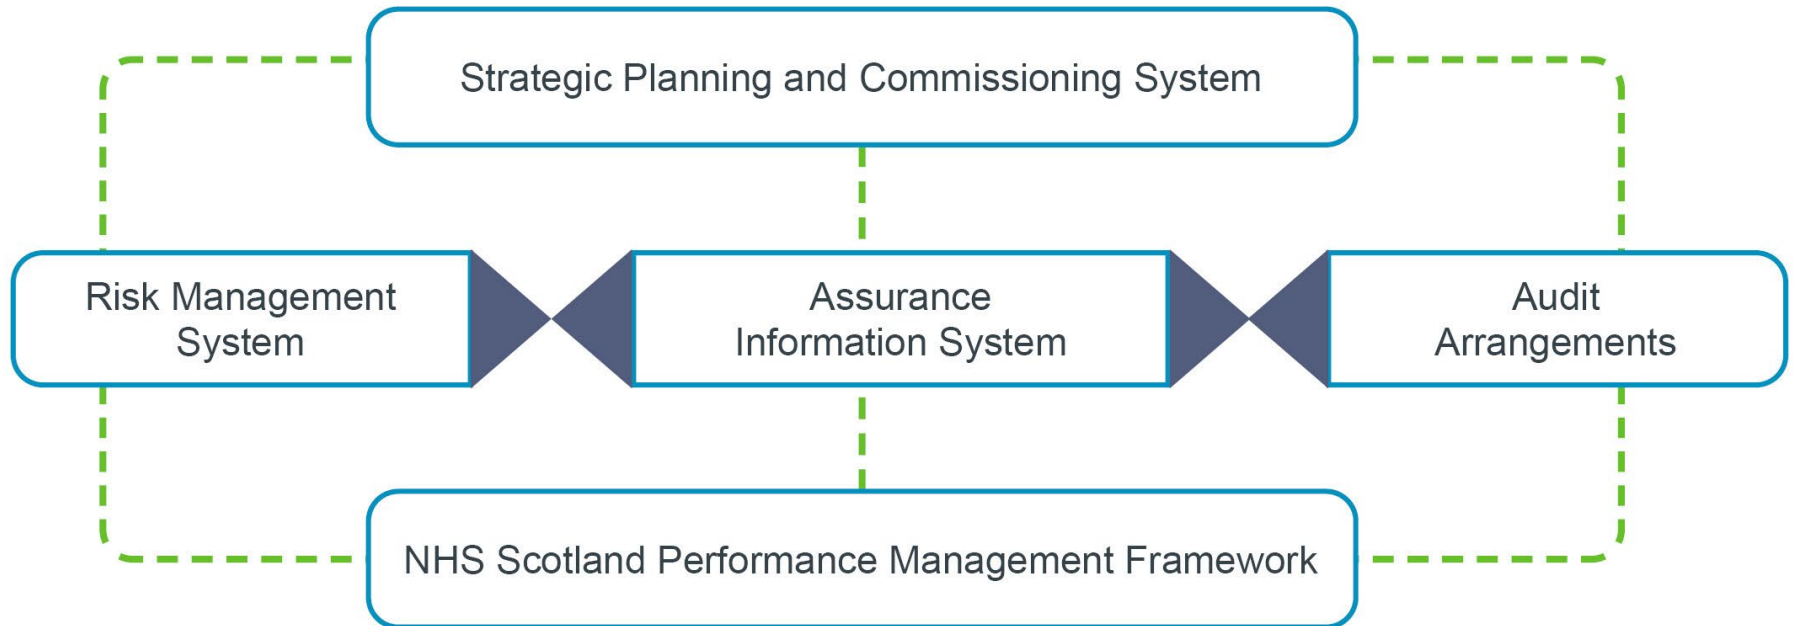 Strategic Planning and Commissioning System
Risk Management
System
Assurance
Information System
Audit
Arrangements
NHS Scotland Performance Management Framework